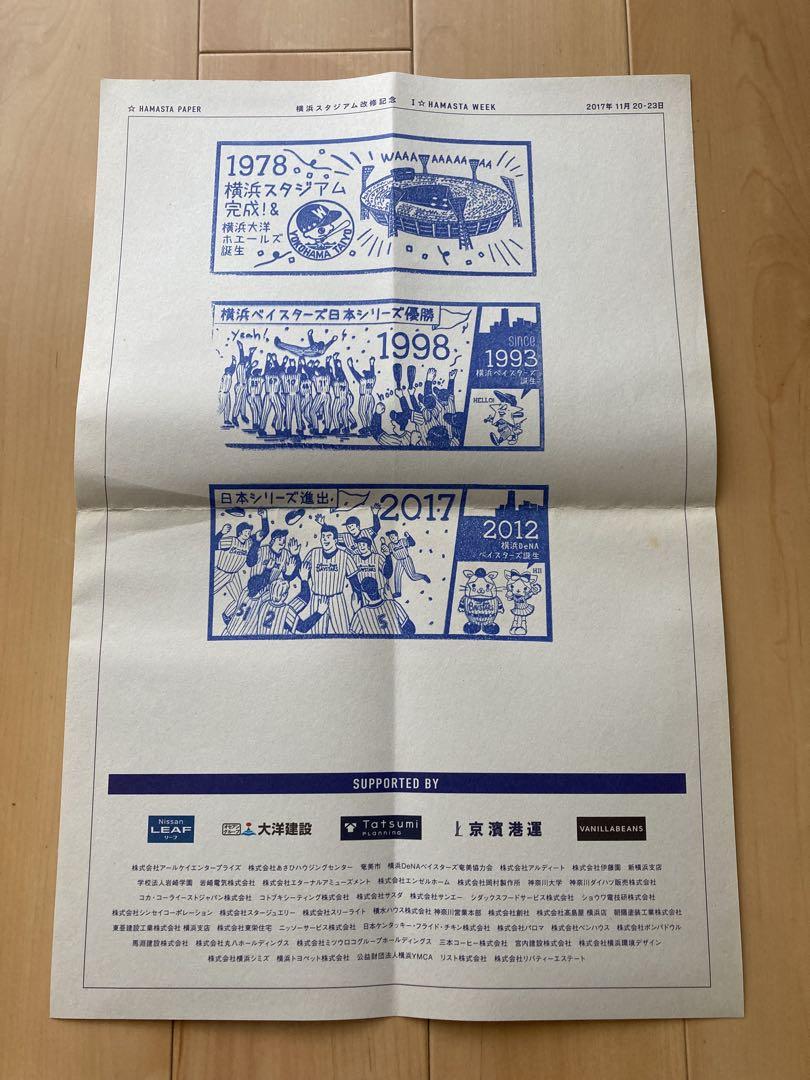 ☆ HAMASTA PAPER 横浜スタジアム改修記念 I☆HAMASTA WEEK 2017年11月20-23日
1978
横浜スタジアム
完成!&
横浜大洋
ホエールズ
誕生
W
YOKOHAMA TAIYO
WAAAAAAAAAAA
横浜ベイスターズ日本シリーズ優勝
Yeah!
1998
since
1993
横浜ベイスターズ
誕生
HELLO!
日本シリーズ進出
2017
2012
横浜DeNA
ベイスターズ誕生
HI!
5
2
5
SUPPORTED BY
Nissan
LEAF
リーフ
大洋建設
Tatsumi
PLANNING
京濱港運
VANILLABEANS
株式会社アールケイエンタープライズ 株式会社あさひハウジングセンター 奄美市 横浜DeNAベイスターズ奄美協力会 株式会社アルディート 株式会社伊藤園 新横浜支店
学校法人岩崎学園 岩崎電気株式会社 株式会社エターナルアミューズメント 株式会社エンゼルホーム 株式会社岡村製作所 神奈川大学 神奈川ダイハツ販売株式会社
コカ・コーライーストジャパン株式会社 コトブキシーティング株式会社 株式会社サスダ 株式会社サンエー シダックスフードサービス株式会社 ショウワ電技研株式会社
株式会社シンセイコーポレーション 株式会社スタージュエリー 株式会社スリーライト 積水ハウス株式会社 神奈川営業本部 株式会社創社 株式会社髙島屋 横浜店 朝陽塗装工業株式会社
東亜建設工業株式会社 横浜支店 株式会社東栄住宅 ニッソーサービス株式会社 日本ケンタッキー・フライド・チキン株式会社 株式会社パロマ 株式会社ペンハウス 株式会社ポンパドウル
馬淵建設株式会社 株式会社丸八ホールディングス 株式会社ミツウロコグループホールディングス 三本コーヒー株式会社 宮内建設株式会社 株式会社横浜環境デザイン
株式会社横浜シミズ 横浜トヨペット株式会社 公益財団法人横浜YMCA リスト株式会社 株式会社リバティーエステート